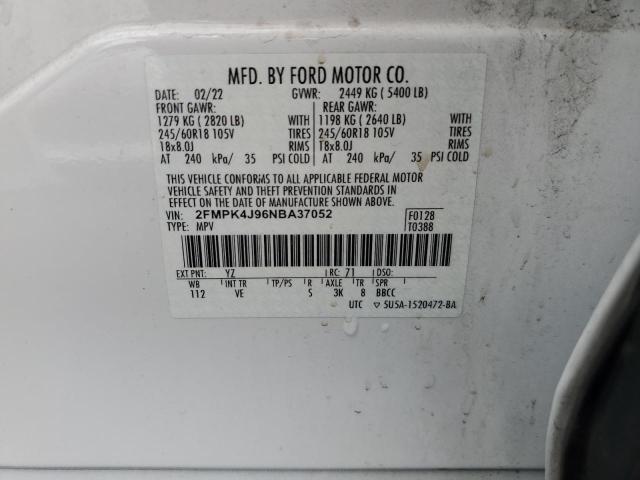 MFD. BY FORD MOTOR CO.
DATE: 02/22 GVWR: 2449 KG ( 5400 LB)
FRONT GAWR: REAR GAWR:
1279 KG ( 2820 LB) WITH 1198 KG ( 2640 LB) WITH
245/60R18 105V TIRES 245/60R18 105V TIRES
18x8.0J RIMS 18x8.0J RIMS
AT 240 kPa/ 35 PSI COLD AT 240 kPa/ 35 PSI COLD
THIS VEHICLE CONFORMS TO ALL APPLICABLE FEDERAL MOTOR
VEHICLE SAFETY AND THEFT PREVENTION STANDARDS IN
EFFECT ON THE DATE OF MANUFACTURE SHOWN ABOVE.
VIN: 2FMPK4J96NBA37052 F0128
TYPE: MPV T0388
EXT PNT: YZ RC: 71 DSO:
WB INT TR TP/PS R AXLE TR SPR
112 VE S 3K 8 BBCC
UTC ▽ 5U5A-1520472-BA